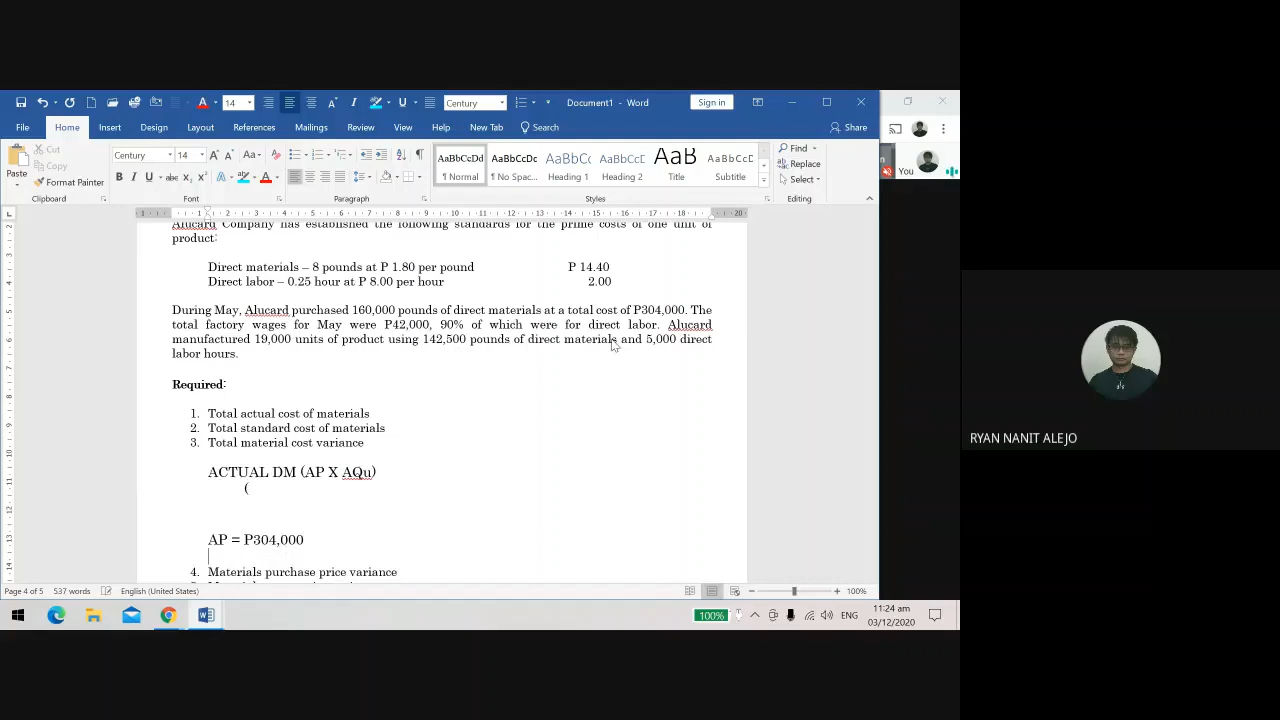 14 Century Document1 - Word Sign in
File Home Insert Design Layout References Mailings Review View Help New Tab Search Share
Paste Cut Copy Format Painter Century 14 AaBbCcDd AaBbCcDc AaBbC AaBbCcE AaB AaBbCcD Find Replace Select
¶ Normal ¶ No Spac... Heading 1 Heading 2 Title Subtitle
Clipboard Font Paragraph Styles Editing
You
Alucard Company has established the following standards for the prime costs of one unit of
product:
Direct materials – 8 pounds at P 1.80 per pound P 14.40
Direct labor – 0.25 hour at P 8.00 per hour 2.00
During May, Alucard purchased 160,000 pounds of direct materials at a total cost of P304,000. The
total factory wages for May were P42,000, 90% of which were for direct labor. Alucard
manufactured 19,000 units of product using 142,500 pounds of direct materials and 5,000 direct
labor hours.
Required:
1. Total actual cost of materials
2. Total standard cost of materials
3. Total material cost variance
ACTUAL DM (AP X AQu)
(
AP = P304,000
4. Materials purchase price variance
Page 4 of 5 537 words English (United States) 100%
100% ENG 11:24 am
03/12/2020
RYAN NANIT ALEJO